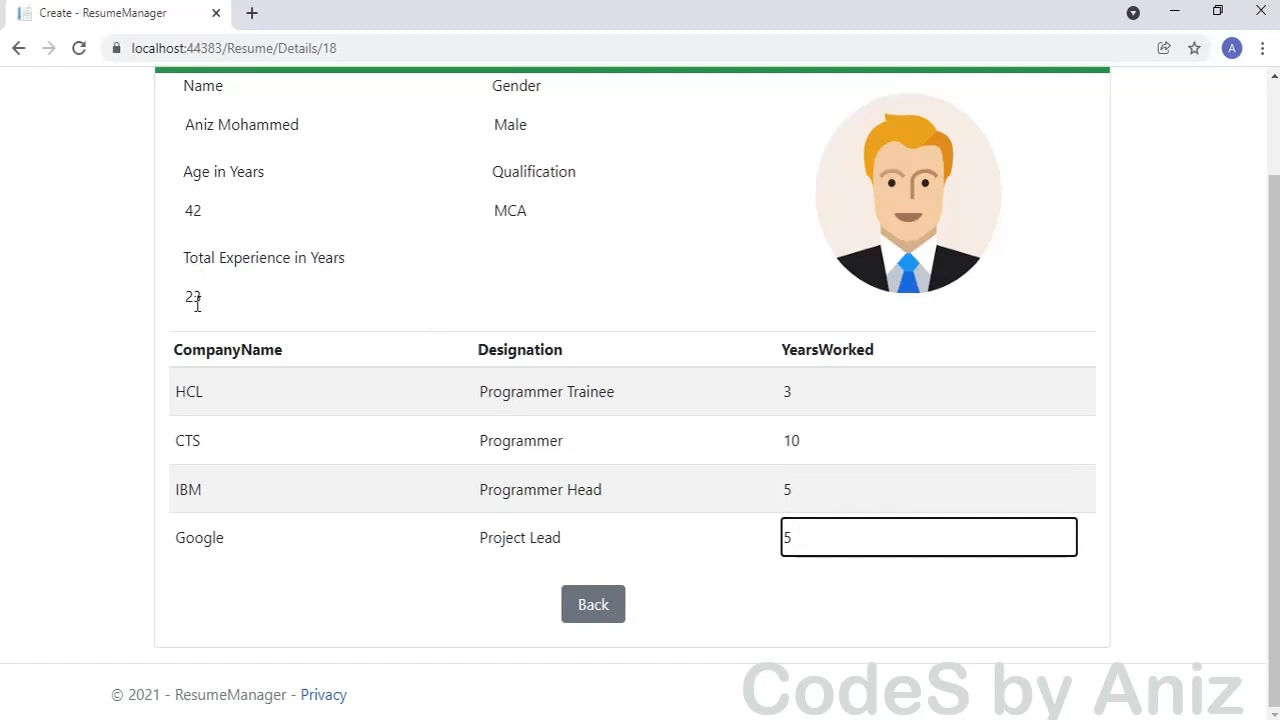 Create - ResumeManager
localhost:44383/Resume/Details/18
A
Name Gender
Aniz Mohammed Male
Age in Years Qualification
42 MCA
Total Experience in Years
23
CompanyName Designation YearsWorked
HCL Programmer Trainee 3
CTS Programmer 10
IBM Programmer Head 5
Google Project Lead 5
Back
© 2021 - ResumeManager - Privacy
CodeS by Aniz